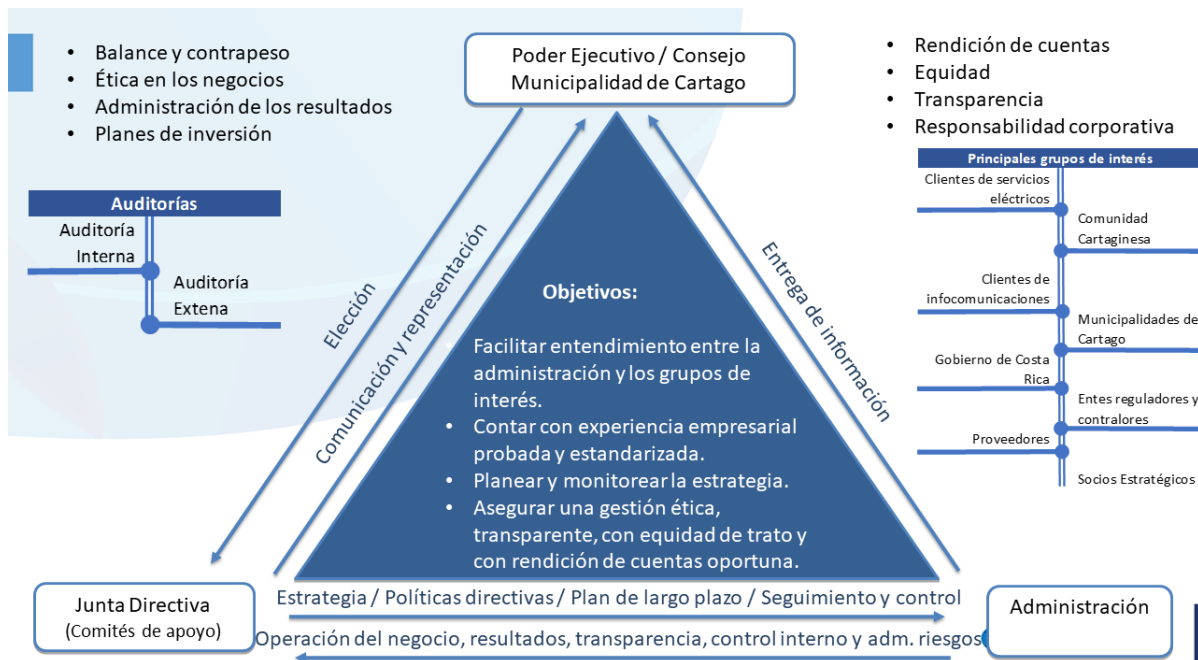 • Balance y contrapeso
• Ética en los negocios
• Administración de los resultados
• Planes de inversión
Poder Ejecutivo / Consejo
Municipalidad de Cartago
• Rendición de cuentas
• Equidad
• Transparencia
• Responsabilidad corporativa
Auditorías
Auditoría
Interna
Auditoría
Extena
Principales grupos de interés
Clientes de servicios
eléctricos
Comunidad
Cartaginesa
Clientes de
infocomunicaciones
Municipalidades de
Cartago
Gobierno de Costa
Rica
Entes reguladores y
contralores
Proveedores
Socios Estratégicos
Elección
Comunicación y representación
Entrega de información
Objetivos:
• Facilitar entendimiento entre la
administración y los grupos de
interés.
• Contar con experiencia empresarial
probada y estandarizada.
• Planear y monitorear la estrategia.
• Asegurar una gestión ética,
transparente, con equidad de trato y
con rendición de cuentas oportuna.
Junta Directiva
(Comités de apoyo)
Estrategia / Políticas directivas / Plan de largo plazo / Seguimiento y control
Operación del negocio, resultados, transparencia, control interno y adm. riesgos
Administración